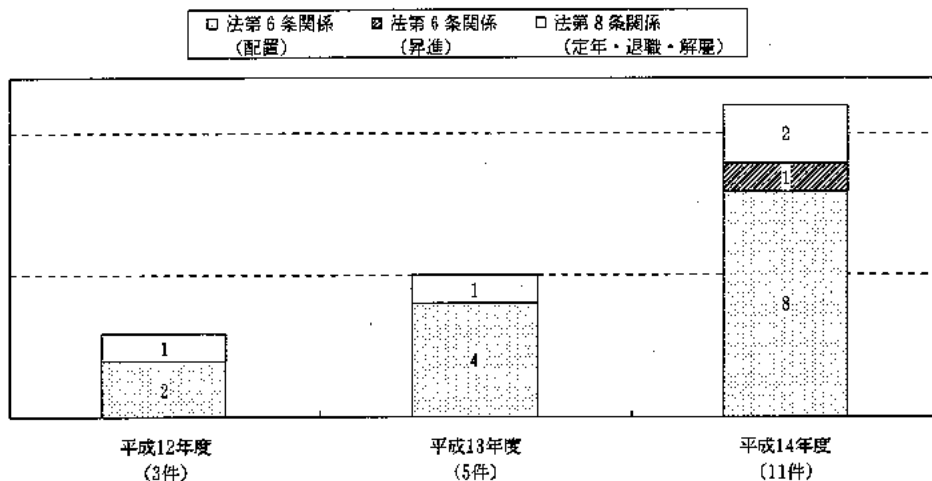 法第6条関係 法第6条関係 法第8条関係
(配置) (昇進) (定年・退職・解雇)
2
1
1 1 8
2 4
平成12年度 平成13年度 平成14年度
(3件) (5件) (11件)